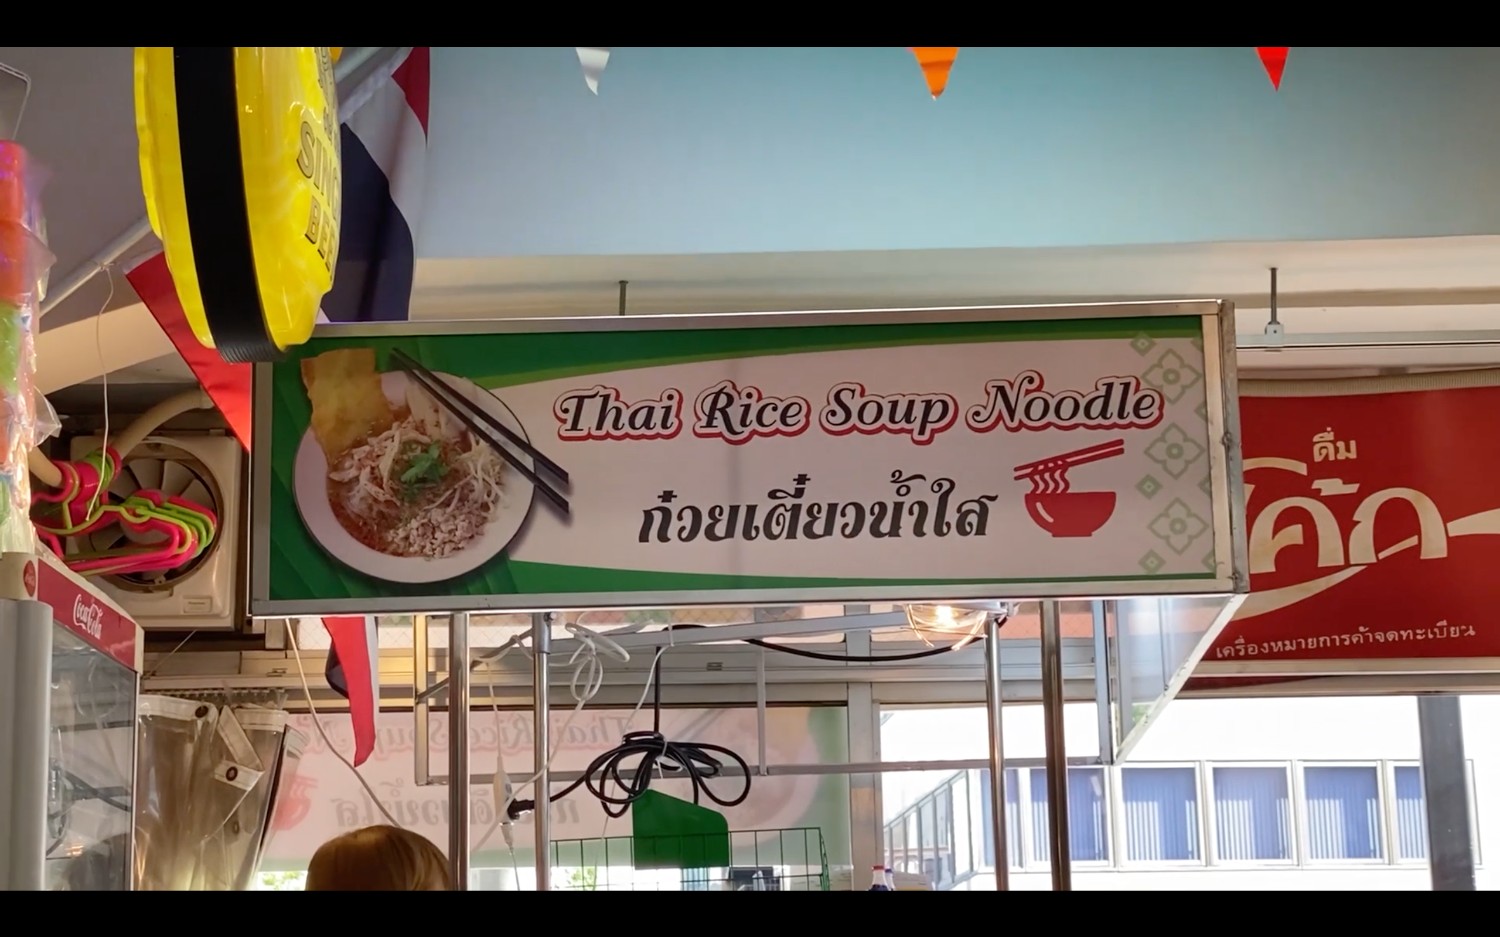 SING
BEE
Thai Rice Soup Noodle
ก๋วยเตี๋ยวน้ำใส
ดื่ม
โค้ก
เครื่องหมายการค้าจดทะเบียน
Coca-Cola